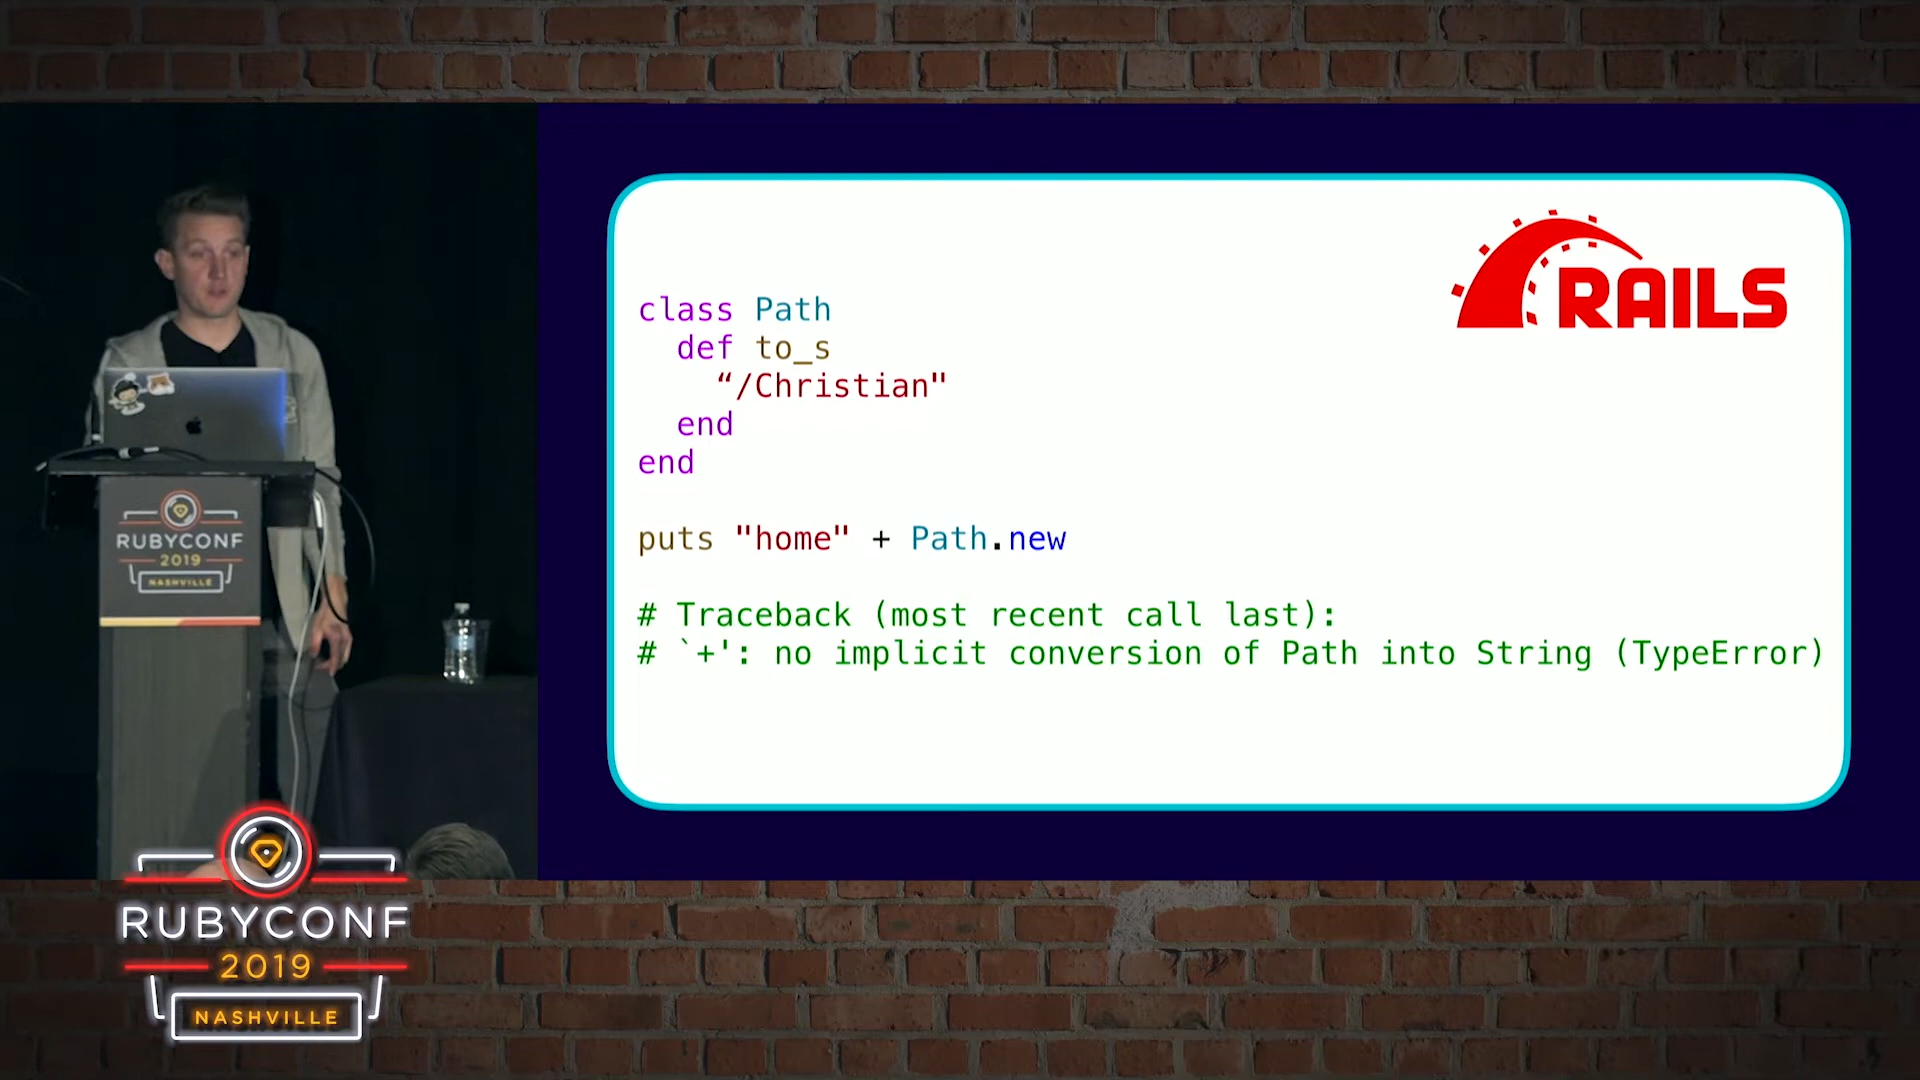 RAILS
class Path
  def to_s
    “/Christian"
  end
end
puts "home" + Path.new
# Traceback (most recent call last):
# `+': no implicit conversion of Path into String (TypeError)
RUBYCONF
2019
NASHVILLE
RUBYCONF
2019
NASHVILLE